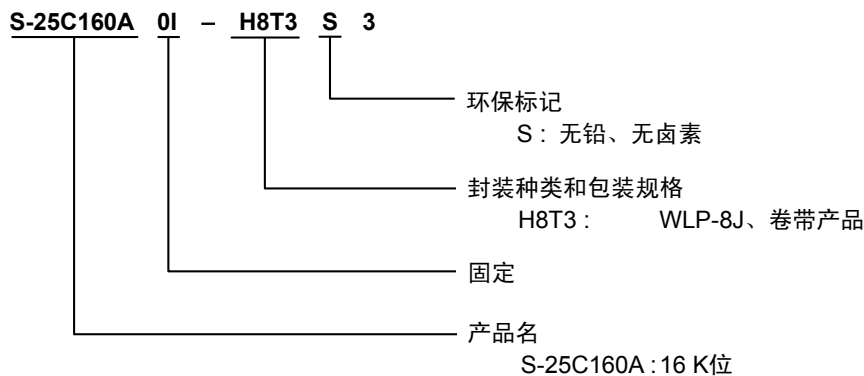 S-25C160A 0I – H8T3 S 3
环保标记
S : 无铅、无卤素
封装种类和包装规格
H8T3 : WLP-8J、卷带产品
固定
产品名
S-25C160A : 16 K位